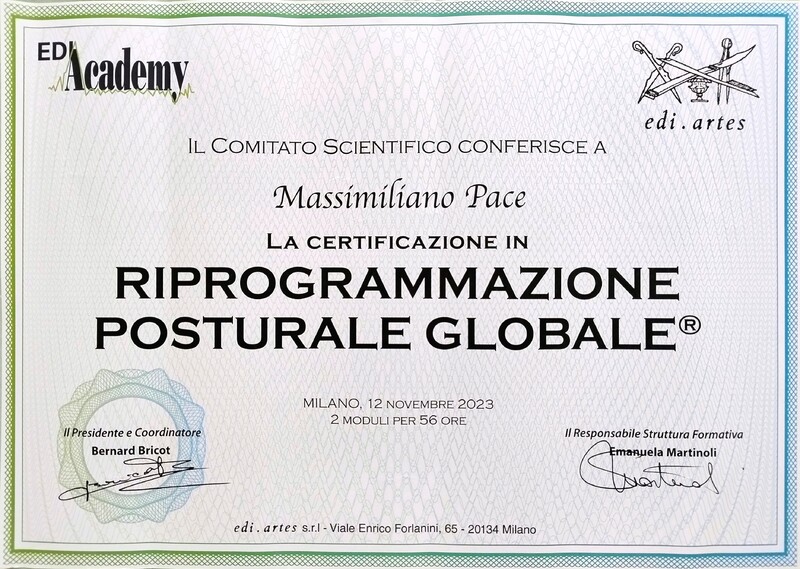 EDI
Academy
edi.artes
IL COMITATO SCIENTIFICO CONFERISCE A
Massimiliano Pace
LA CERTIFICAZIONE IN
RIPROGRAMMAZIONE
POSTURALE GLOBALE®
MILANO, 12 NOVEMBRE 2023
2 MODULI PER 56 ORE
Il Presidente e Coordinatore
Bernard Bricot
Il Responsabile Struttura Formativa
Emanuela Martinoli
edi.artes s.r.l - Viale Enrico Forlanini, 65 - 20134 Milano